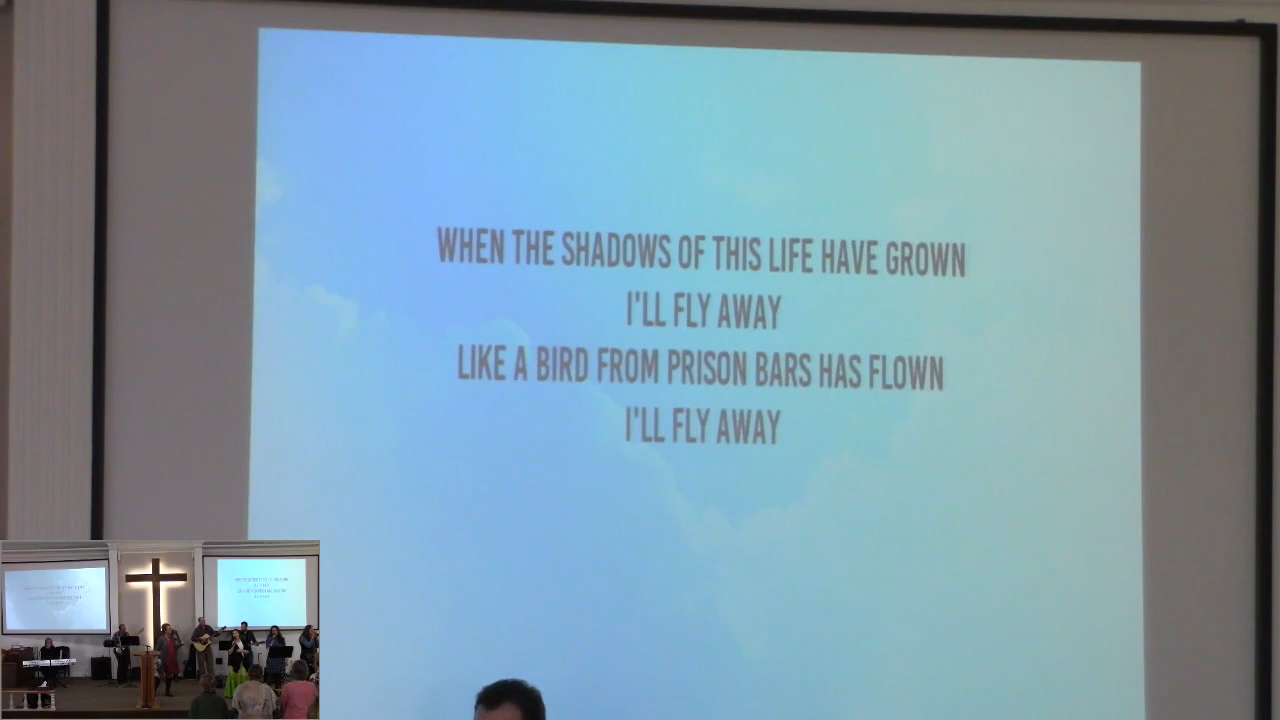 WHEN THE SHADOWS OF THIS LIFE HAVE GROWN
I'LL FLY AWAY
LIKE A BIRD FROM PRISON BARS HAS FLOWN
I'LL FLY AWAY